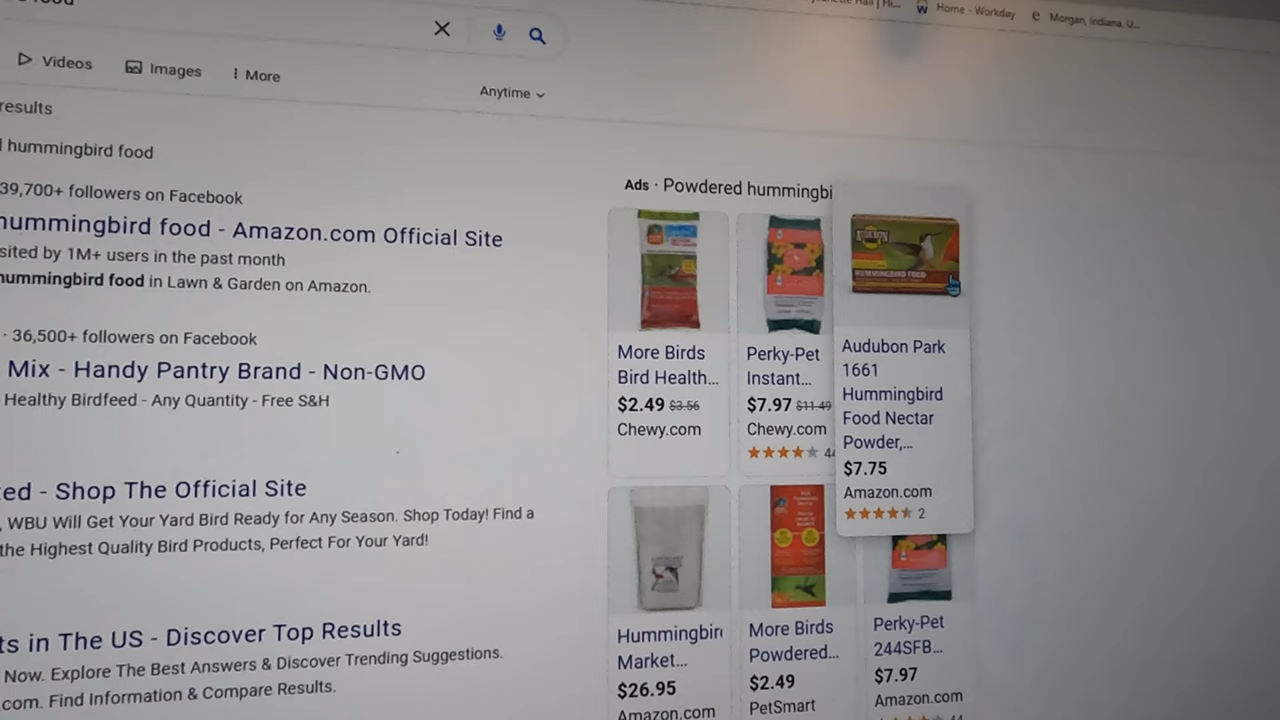 food
Home - Workday
Morgan, Indiana, U...
Videos
Images
More
Anytime
results
hummingbird food
39,700+ followers on Facebook
hummingbird food - Amazon.com Official Site
sited by 1M+ users in the past month
hummingbird food in Lawn & Garden on Amazon.
· 36,500+ followers on Facebook
Mix - Handy Pantry Brand - Non-GMO
Healthy Birdfeed - Any Quantity - Free S&H
ed - Shop The Official Site
, WBU Will Get Your Yard Bird Ready for Any Season. Shop Today! Find a
the Highest Quality Bird Products, Perfect For Your Yard!
ts in The US - Discover Top Results
Now. Explore The Best Answers & Discover Trending Suggestions.
com. Find Information & Compare Results.
Ads · Powdered hummingbi
More Birds
Bird Health...
$2.49 $3.56
Chewy.com
Perky-Pet
Instant...
$7.97 $11.49
Chewy.com
AUDUBON
HUMMINGBIRD FOOD
Audubon Park
1661
Hummingbird
Food Nectar
Powder,...
$7.75
Amazon.com
2
Hummingbird
Market...
$26.95
Amazon.com
More Birds
Powdered...
$2.49
PetSmart
Perky-Pet
244SFB...
$7.97
Amazon.com